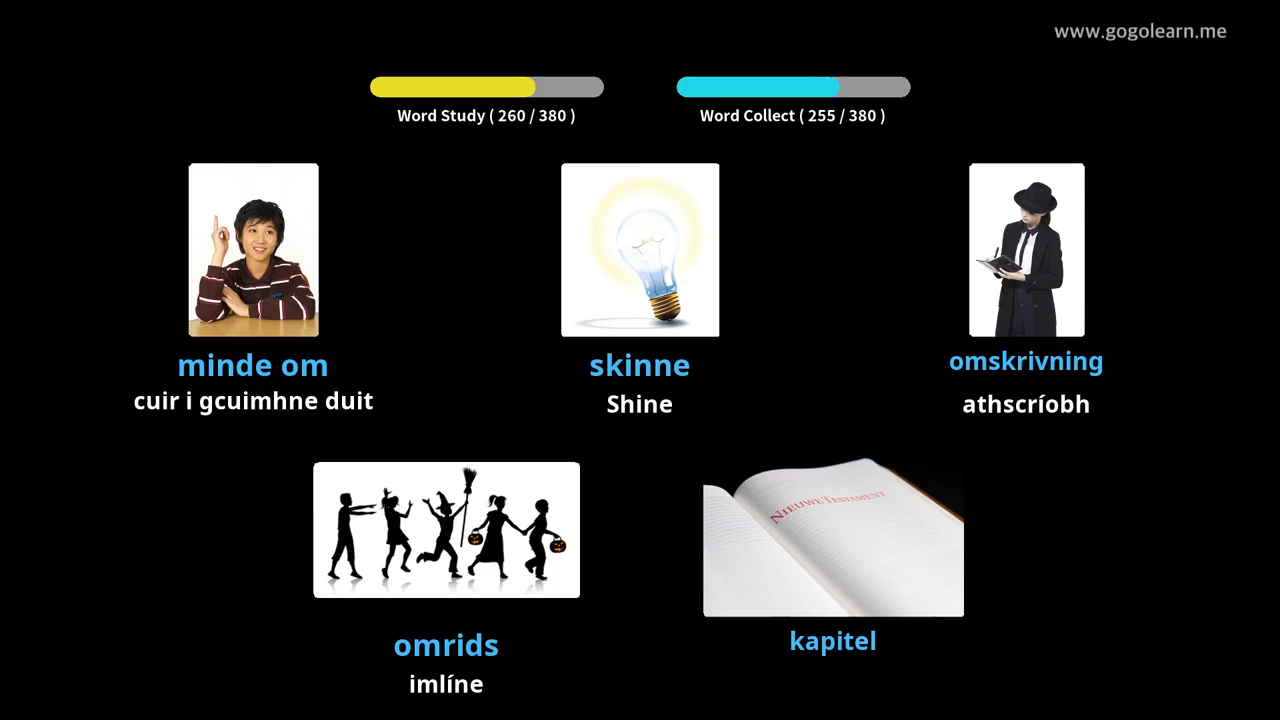 www.gogolearn.me
Word Study ( 260 / 380 )
Word Collect ( 255 / 380 )
minde om
cuir i gcuimhne duit
skinne
Shine
omskrivning
athscríobh
NIEUWE TESTAMENT
omrids
imlíne
kapitel